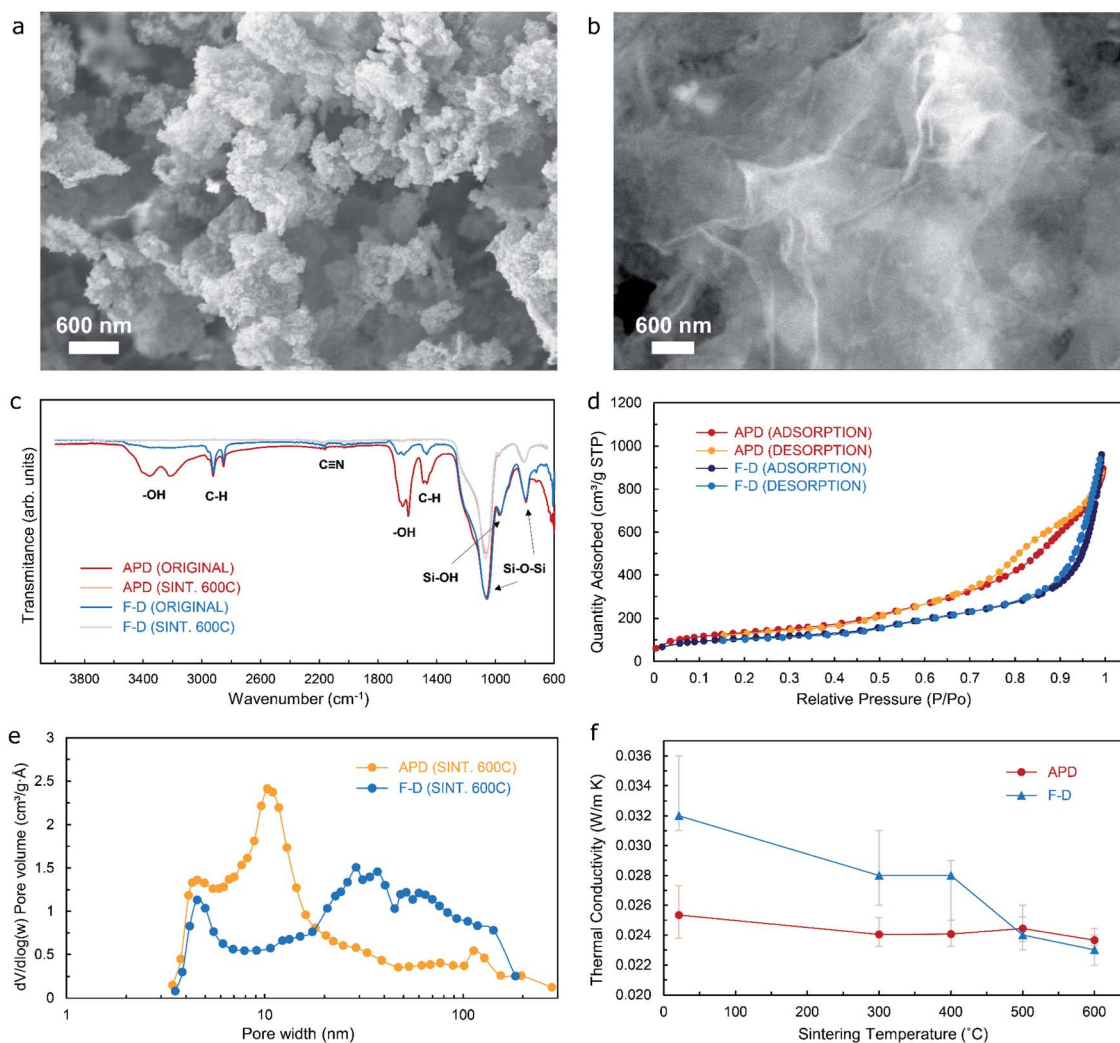 a
b
600 nm
600 nm
c
d
Transmitance (arb. units)
-OH
C-H
C≡N
-OH
C-H
Si-OH
Si-O-Si
APD (ORIGINAL)
APD (SINT. 600C)
F-D (ORIGINAL)
F-D (SINT. 600C)
3800 3400 2900 2400 1900 1400 1000 600
Wavenumber (cm⁻¹)
Quantity Adsorbed (cm³/g STP)
1200
1000
800
600
400
200
0
APD (ADSORPTION)
APD (DESORPTION)
F-D (ADSORPTION)
F-D (DESORPTION)
0 0.1 0.2 0.3 0.4 0.5 0.6 0.7 0.8 0.9 1
Relative Pressure (P/Po)
e
f
dV/dlog(w) Pore volume (cm³/g·Å)
3
2.5
2
1.5
1
0.5
0
APD (SINT. 600C)
F-D (SINT. 600C)
1 10 100
Pore width (nm)
Thermal Conductivity (W/m K)
0.036
0.034
0.032
0.030
0.028
0.026
0.024
0.022
0.020
APD
F-D
0 100 200 300 400 500 600
Sintering Temperature (˚C)